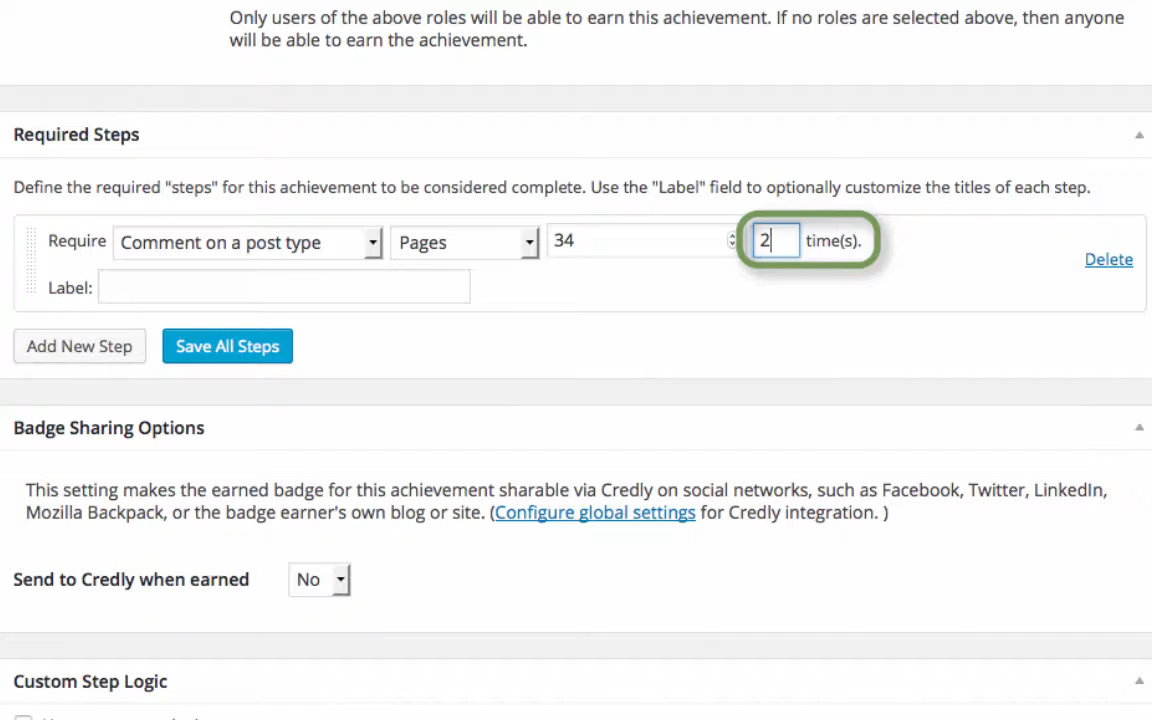 Only users of the above roles will be able to earn this achievement. If no roles are selected above, then anyone
will be able to earn the achievement.
Required Steps
Define the required "steps" for this achievement to be considered complete. Use the "Label" field to optionally customize the titles of each step.
Require Comment on a post type Pages 34 2 time(s).
Delete
Label:
Add New Step Save All Steps
Badge Sharing Options
This setting makes the earned badge for this achievement sharable via Credly on social networks, such as Facebook, Twitter, LinkedIn,
Mozilla Backpack, or the badge earner's own blog or site. (Configure global settings for Credly integration. )
Send to Credly when earned No
Custom Step Logic